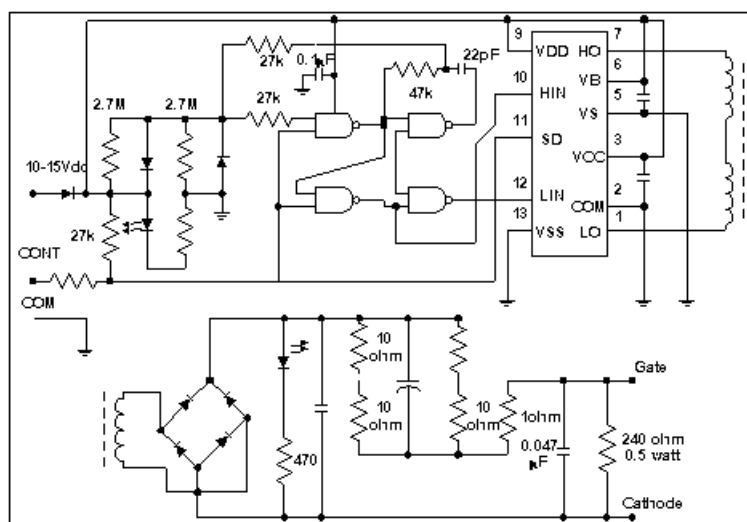 9 VDD HO 7
27k 0.1µF 22pF
6 VB
47k
10 HIN
5 VS
2.7M 2.7M 27k
11 SD
3 VCC
10-15Vdc
12 LIN
2 COM
27k
13 VSS LO 1
CONT
COM
10 ohm
Gate
10 ohm
10 ohm
1ohm
470
0.047 µF
240 ohm
0.5 watt
Cathode